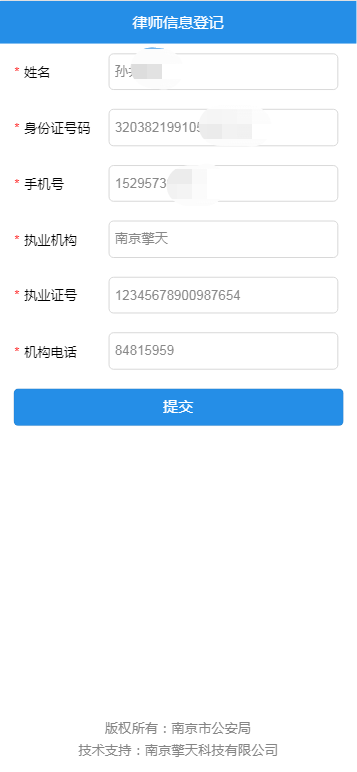 律师信息登记
* 姓名 孙
* 身份证号码 32038219910
* 手机号 1529573
* 执业机构 南京擎天
* 执业证号 12345678900987654
* 机构电话 84815959
提交
版权所有：南京市公安局
技术支持：南京擎天科技有限公司